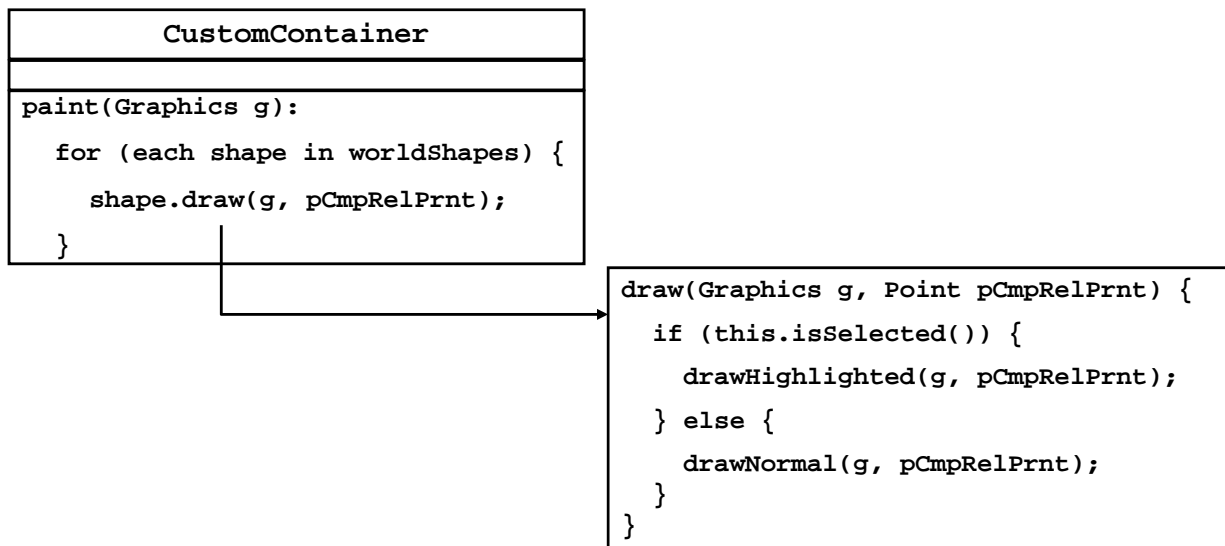 CustomContainer
paint(Graphics g):
for (each shape in worldShapes) {
shape.draw(g, pCmpRelPrnt);
}
draw(Graphics g, Point pCmpRelPrnt) {
if (this.isSelected()) {
drawHighlighted(g, pCmpRelPrnt);
} else {
drawNormal(g, pCmpRelPrnt);
}
}